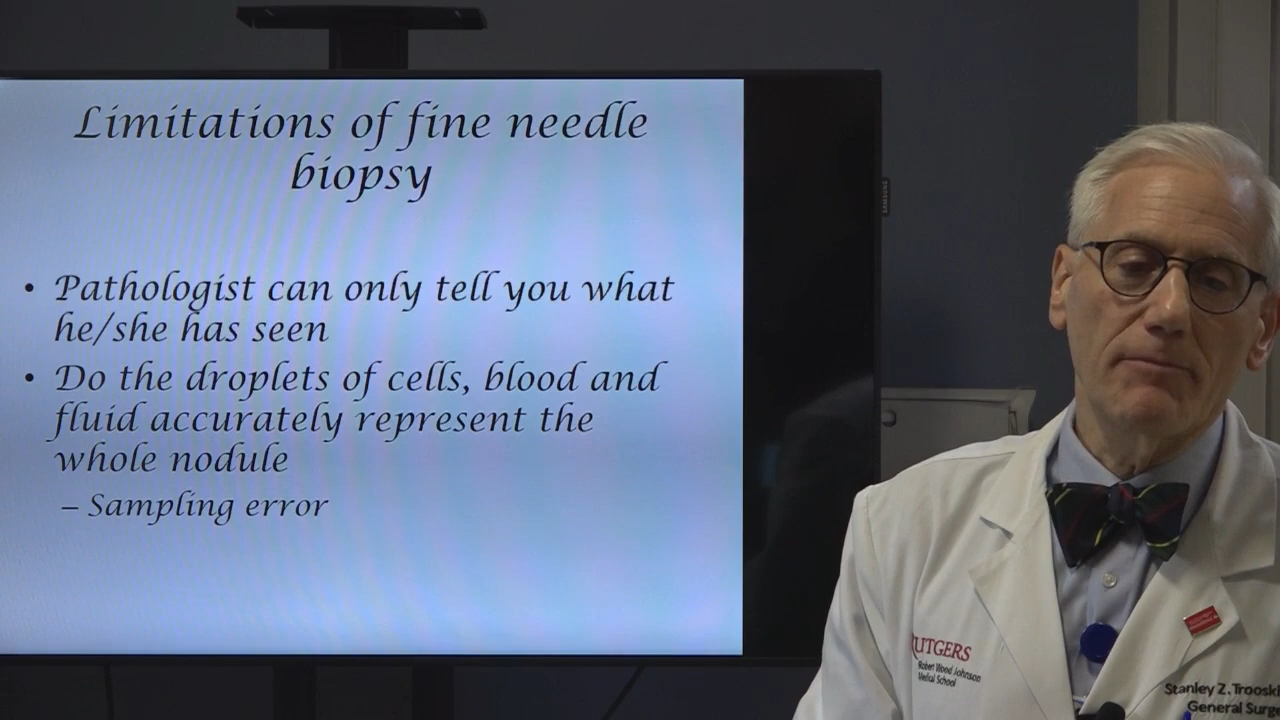 Limitations of fine needle
biopsy
• Pathologist can only tell you what
he/she has seen
• Do the droplets of cells, blood and
fluid accurately represent the
whole nodule
– Sampling error
SAMSUNG
RUTGERS
Robert Wood Johnson
Medical School
Stanley Z.
General